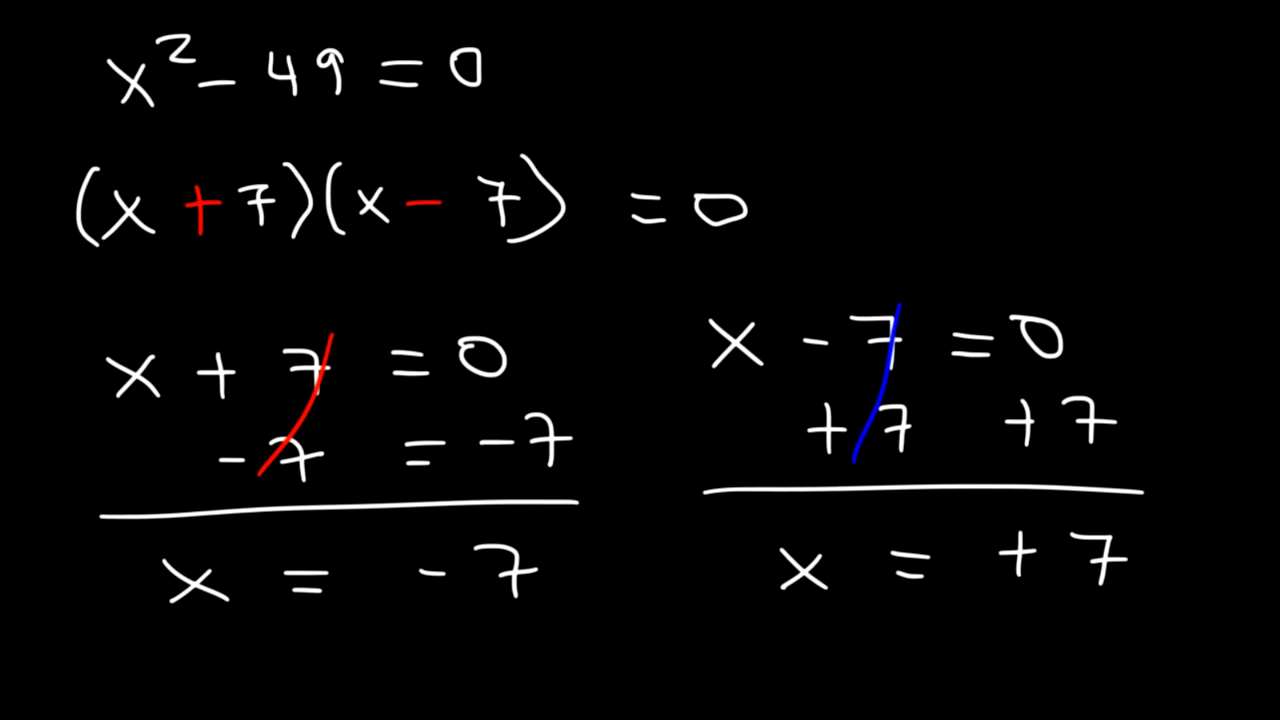 x² - 49 = 0
(x + 7)(x - 7) = 0
x + 7 = 0
- 7 = -7
x = -7
x - 7 = 0
+ 7 + 7
x = +7